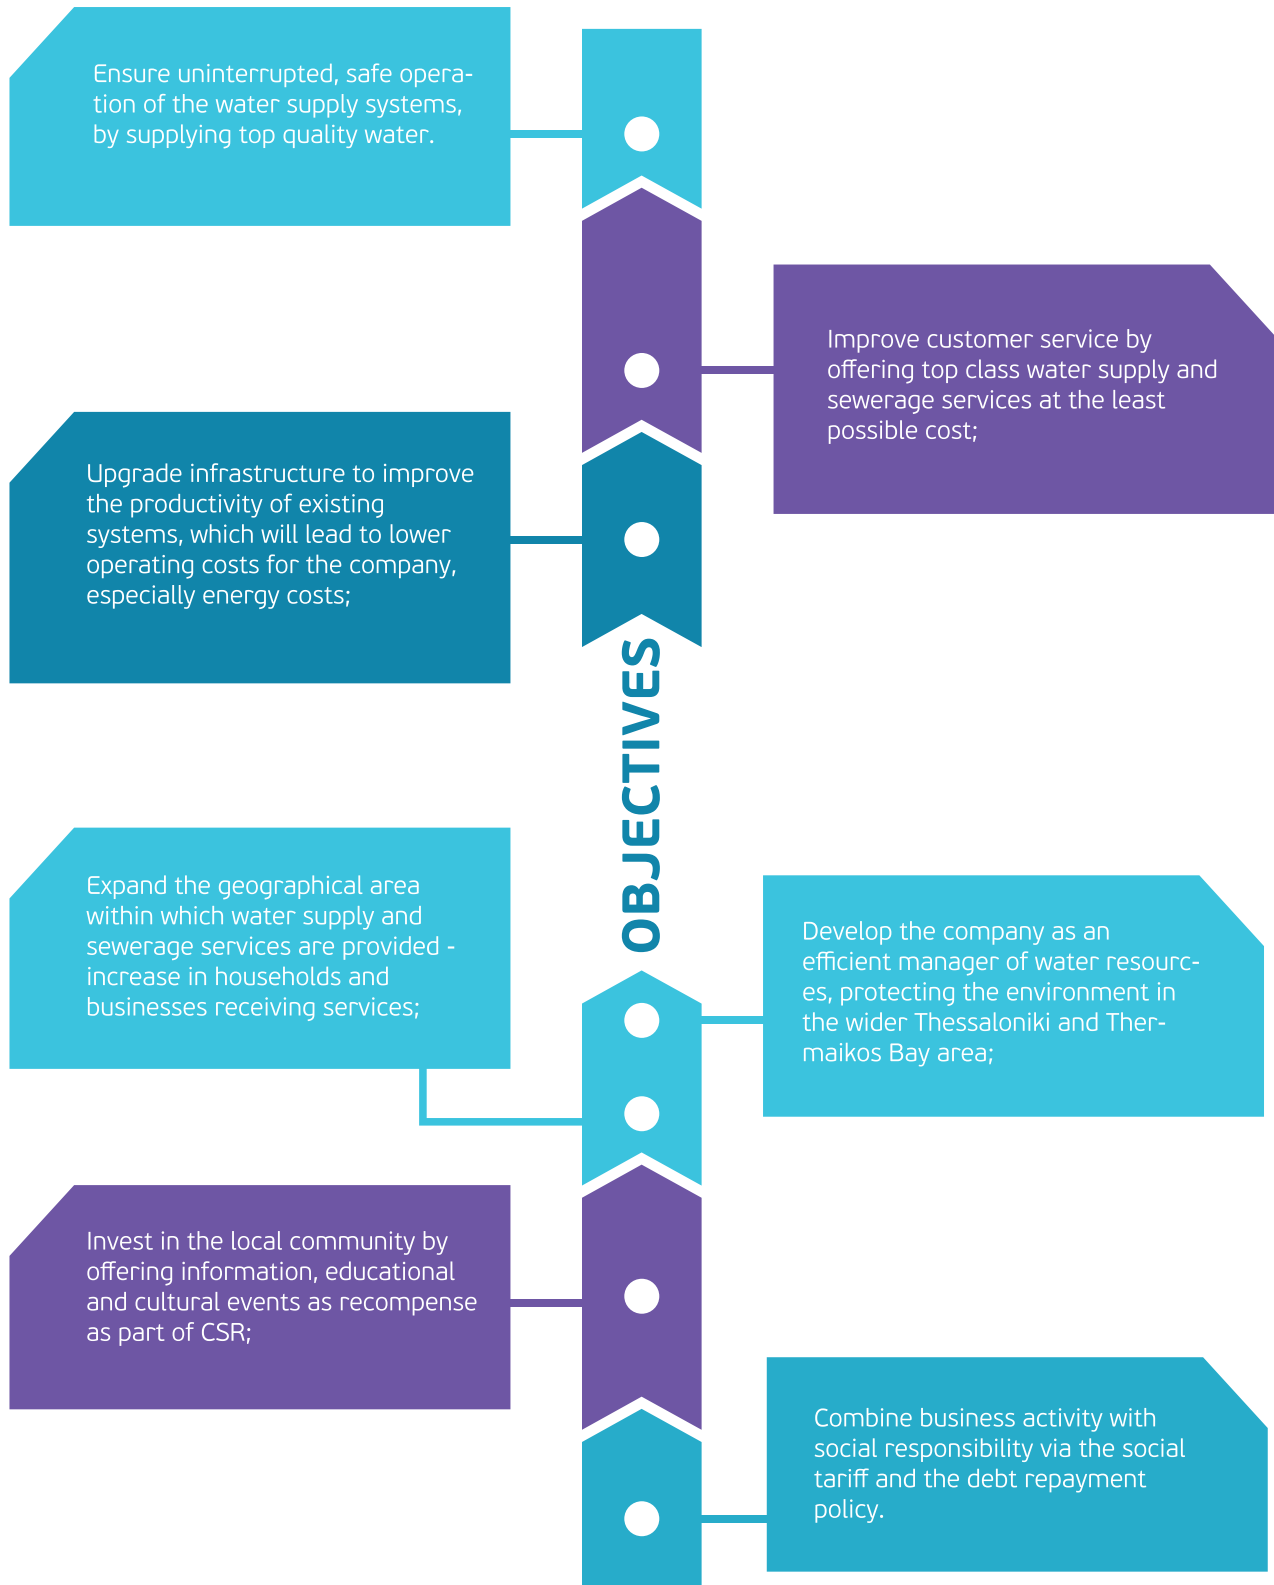 Ensure uninterrupted, safe opera-
tion of the water supply systems,
by supplying top quality water.
Improve customer service by
offering top class water supply and
sewerage services at the least
possible cost;
Upgrade infrastructure to improve
the productivity of existing
systems, which will lead to lower
operating costs for the company,
especially energy costs;
OBJECTIVES
Expand the geographical area
within which water supply and
sewerage services are provided -
increase in households and
businesses receiving services;
Develop the company as an
efficient manager of water resourc-
es, protecting the environment in
the wider Thessaloniki and Ther-
maikos Bay area;
Invest in the local community by
offering information, educational
and cultural events as recompense
as part of CSR;
Combine business activity with
social responsibility via the social
tariff and the debt repayment
policy.